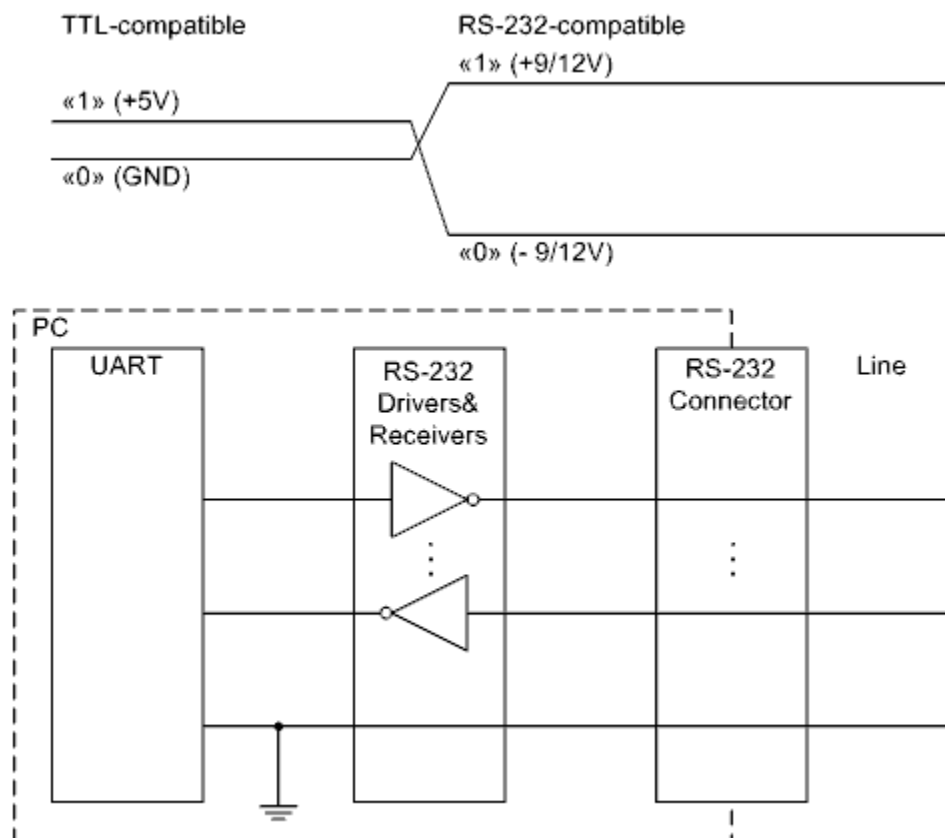 TTL-compatible
RS-232-compatible
«1» (+9/12V)
«1» (+5V)
«0» (GND)
«0» (- 9/12V)
PC
UART
RS-232
Drivers&
Receivers
RS-232
Connector
Line